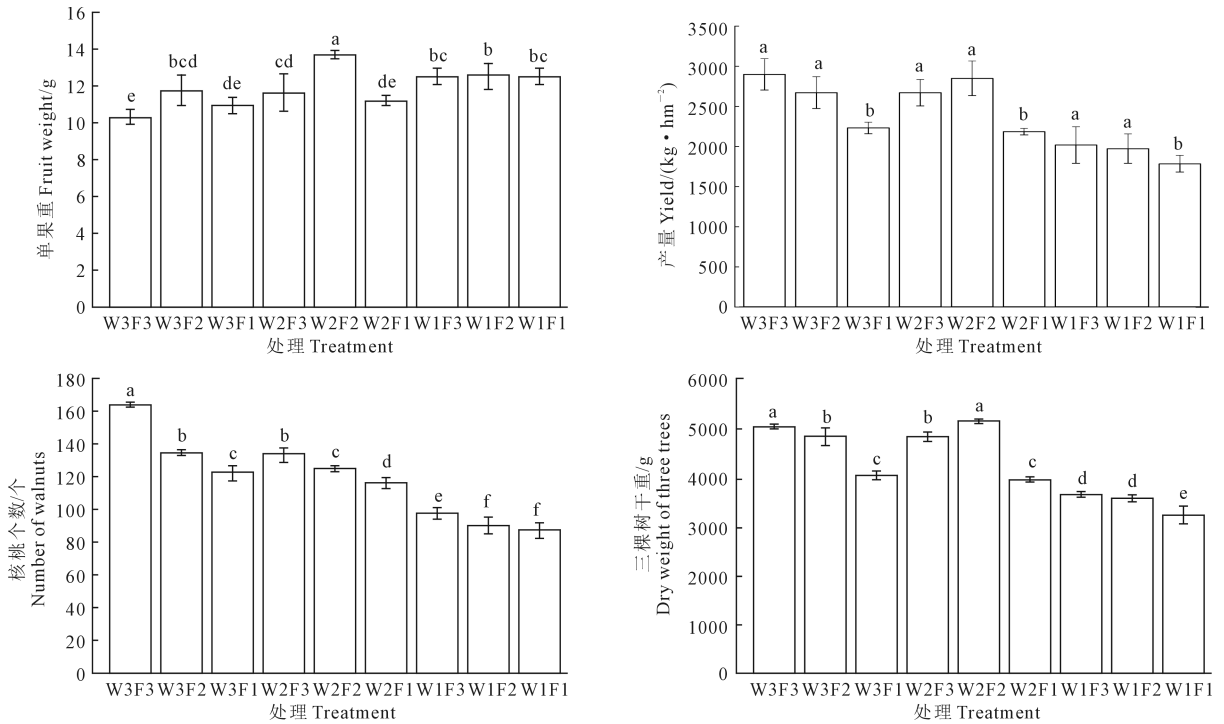 16
14
12
10
8
6
4
2
0
单果重 Fruit weight/g
e
bcd
de
cd
a
de
bc
b
bc
W3F3 W3F2 W3F1 W2F3 W2F2 W2F1 W1F3 W1F2 W1F1
处理 Treatment
3500
3000
2500
2000
1500
1000
500
0
产量 Yield/(kg·hm⁻²)
a
a
b
a
a
b
a
a
b
W3F3 W3F2 W3F1 W2F3 W2F2 W2F1 W1F3 W1F2 W1F1
处理 Treatment
180
160
140
120
100
80
60
40
20
0
核桃个数/个
Number of walnuts
a
b
c
b
c
d
e
f
f
W3F3 W3F2 W3F1 W2F3 W2F2 W2F1 W1F3 W1F2 W1F1
处理 Treatment
6000
5000
4000
3000
2000
1000
0
三棵树干重/g
Dry weight of three trees
a
b
c
b
a
c
d
d
e
W3F3 W3F2 W3F1 W2F3 W2F2 W2F1 W1F3 W1F2 W1F1
处理 Treatment